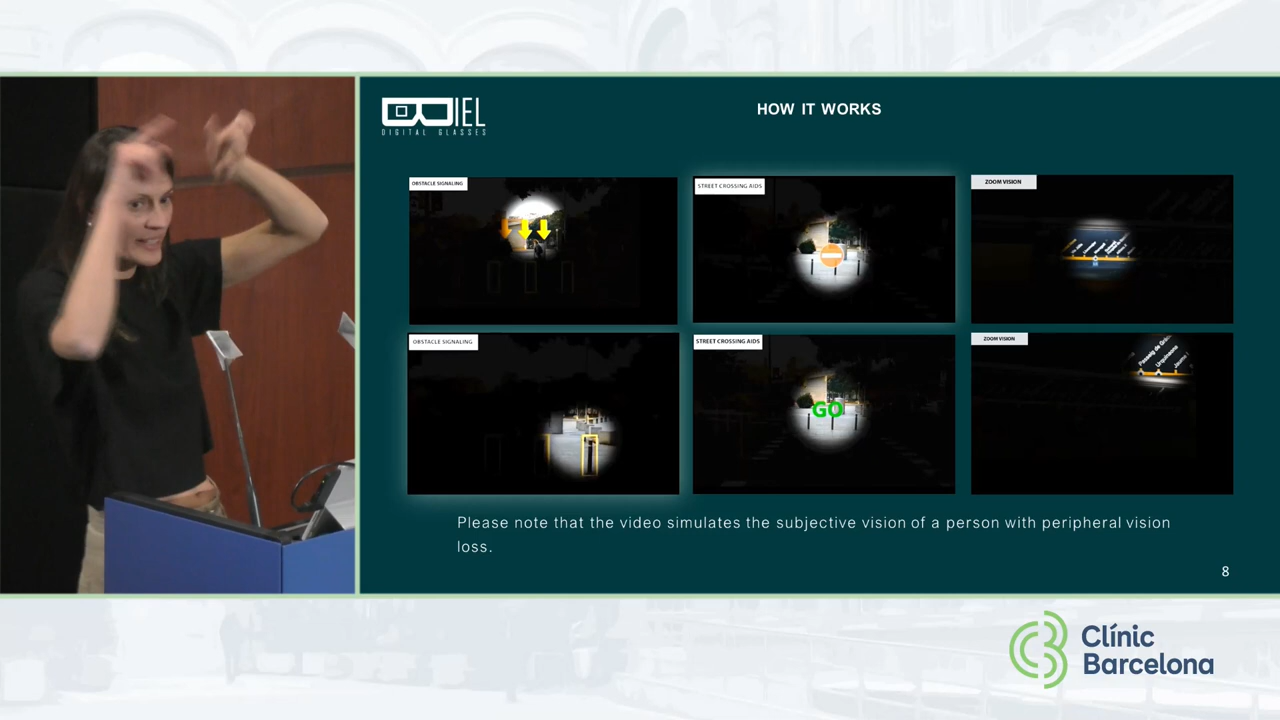 IEL
DIGITAL GLASSES
HOW IT WORKS
OBSTACLE SIGNALING
STREET CROSSING AIDS
ZOOM VISION
OBSTACLE SIGNALING
STREET CROSSING AIDS
GO
ZOOM VISION
Urquinaona
Please note that the video simulates the subjective vision of a person with peripheral vision
loss.
8
Clínic
Barcelona